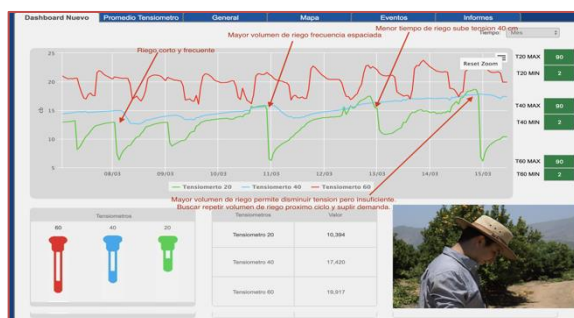 Dashboard Nuevo
Promedio Tensiometro
General
Mapa
Eventos
Informes
Tiempo: Mes
Mayor volumen de riego frecuencia espaciada
Menor tiempo de riego sube tension 40 cm
Riego corto y frecuente
Reset Zoom
25
20
15
10
5
cb
08/03
09/03
10/03
11/03
12/03
13/03
14/03
15/03
Tensiomerto 20
Tensiometro 40
Tensiometro 60
T20 MAX 90
T20 MIN 2
T40 MAX 90
T40 MIN 2
T60 MAX 90
T60 MIN 2
Mayor volumen de riego permite disminuir tension pero insuficiente.
Buscar repetir volumen de riego proximo ciclo y suplir demanda.
Tensiometros
60
40
20
Tensiometros Valor
Tensiometro 20 10,394
Tensiometro 40 17,420
Tensiometro 60 19,917